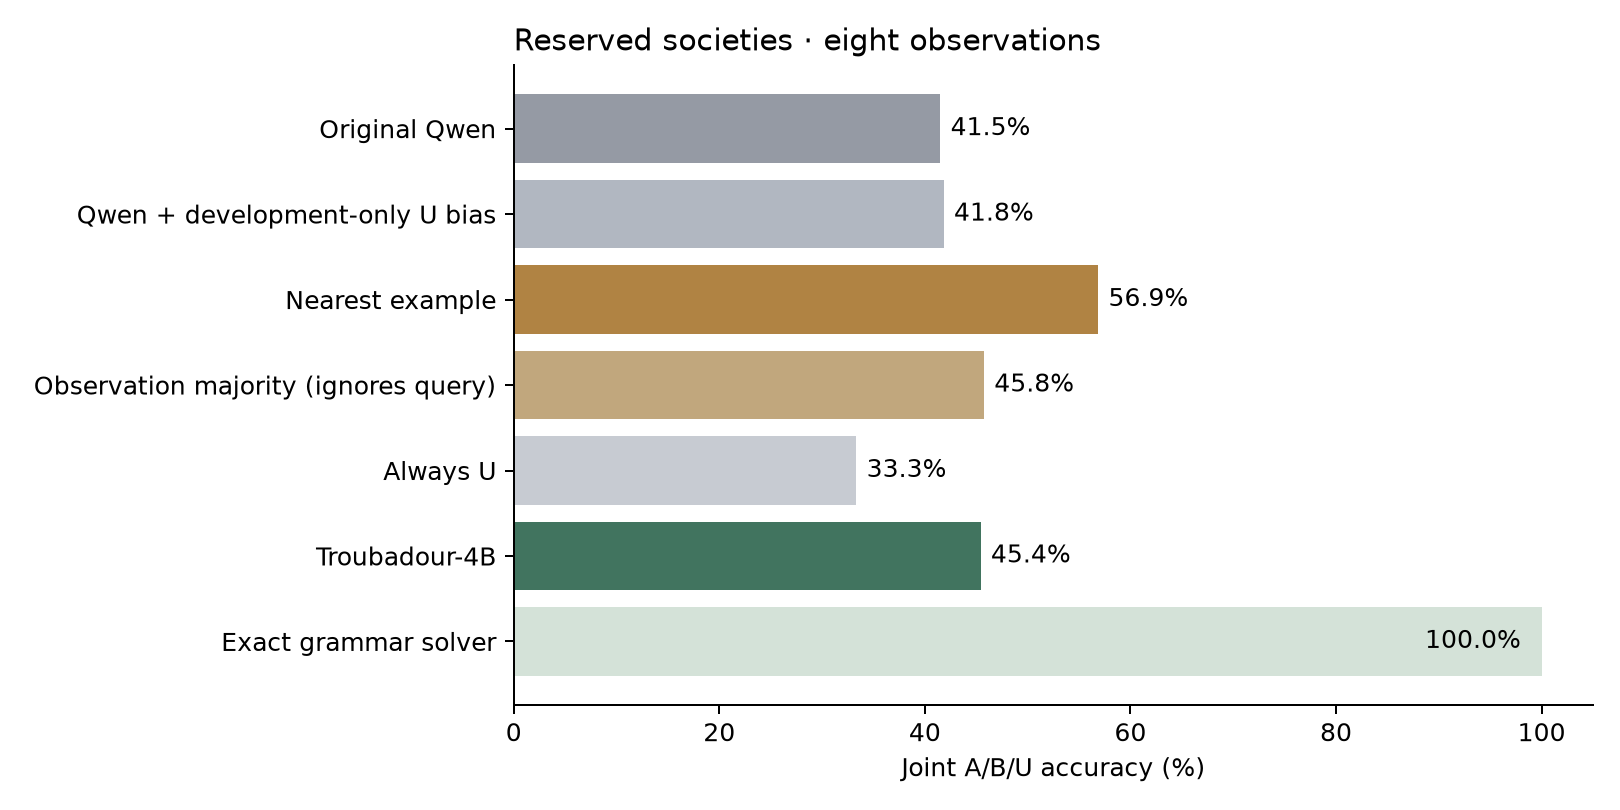 Reserved societies · eight observations
Original Qwen
41.5%
Qwen + development-only U bias
41.8%
Nearest example
56.9%
Observation majority (ignores query)
45.8%
Always U
33.3%
Troubadour-4B
45.4%
Exact grammar solver
100.0%
0 20 40 60 80 100
Joint A/B/U accuracy (%)